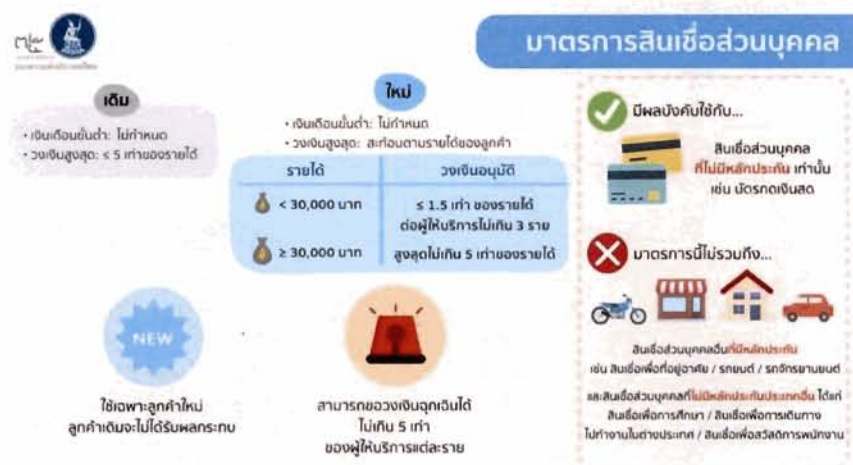 มาตรการสินเชื่อส่วนบุคคล
เดิม
• เงินเดือนขั้นต่ำ: ไม่กำหนด
• วงเงินสูงสุด: ≤ 5 เท่าของรายได้
ใหม่
• เงินเดือนขั้นต่ำ: ไม่กำหนด
• วงเงินสูงสุด: สะท้อนตามรายได้ของลูกค้า
รายได้ วงเงินอนุมัติ
< 30,000 บาท ≤ 1.5 เท่า ของรายได้
ต่อผู้ให้บริการไม่เกิน 3 ราย
≥ 30,000 บาท สูงสุดไม่เกิน 5 เท่าของรายได้
NEW
ใช้เฉพาะลูกค้าใหม่
ลูกค้าเดิมจะไม่ได้รับผลกระทบ
สามารถขอวงเงินฉุกเฉินได้
ไม่เกิน 5 เท่า
ของผู้ให้บริการแต่ละราย
มีผลบังคับใช้กับ...
สินเชื่อส่วนบุคคล
ที่ไม่มีหลักประกัน เท่านั้น
เช่น บัตรกดเงินสด
มาตรการนี้ไม่รวมถึง...
สินเชื่อส่วนบุคคลอื่นที่มีหลักประกัน
เช่น สินเชื่อเพื่อที่อยู่อาศัย / รถยนต์ / รถจักรยานยนต์
และสินเชื่อส่วนบุคคลที่ไม่มีหลักประกันประเภทอื่น ได้แก่
สินเชื่อเพื่อการศึกษา / สินเชื่อเพื่อการเดินทาง
ไปทำงานในต่างประเทศ / สินเชื่อเพื่อสวัสดิการพนักงาน